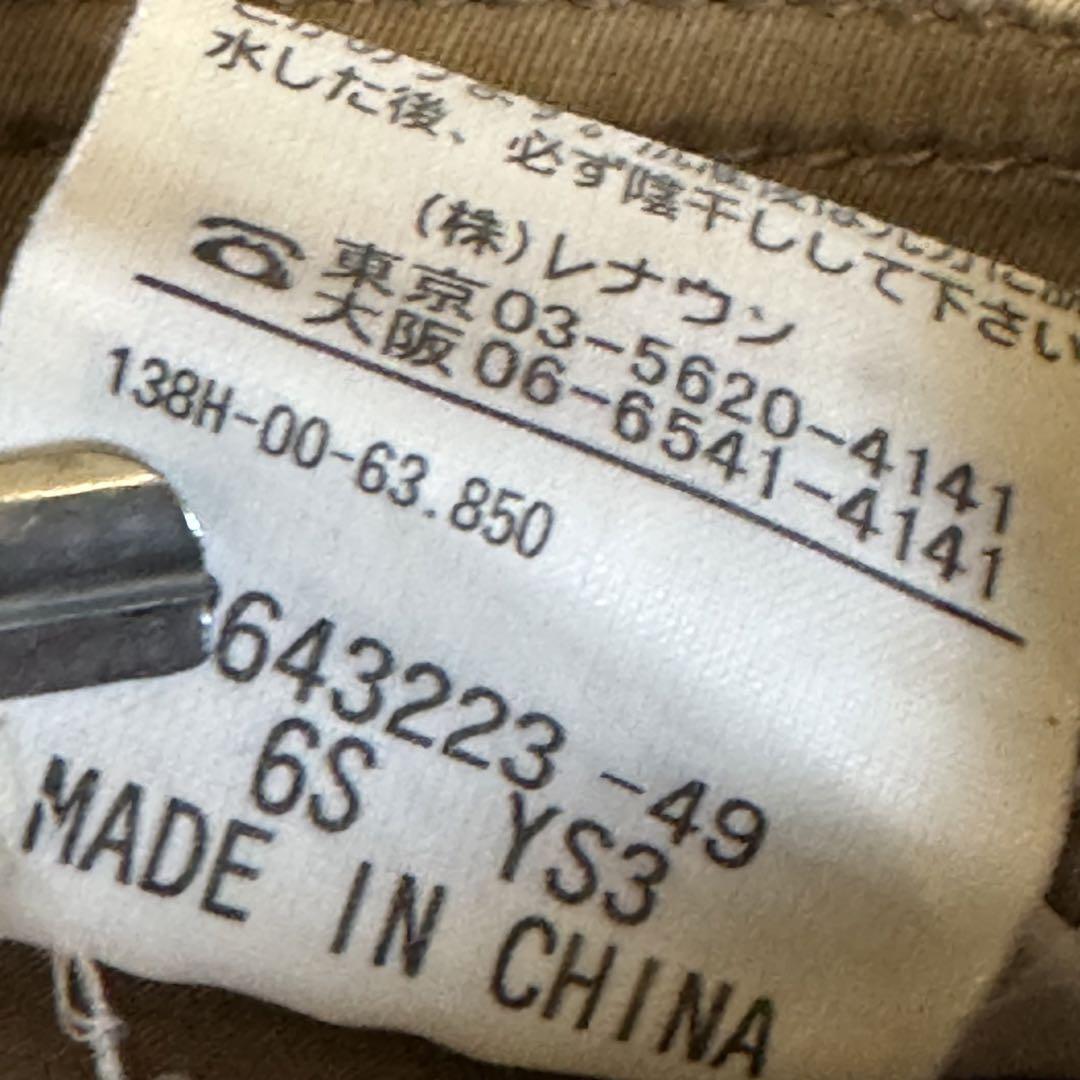 水した後、必ず陰干しして下さい
(株)レナウン
東京03-5620-4141
大阪06-6541-4141
138H-00-63.850
643223-49
6S YS3
MADE IN CHINA